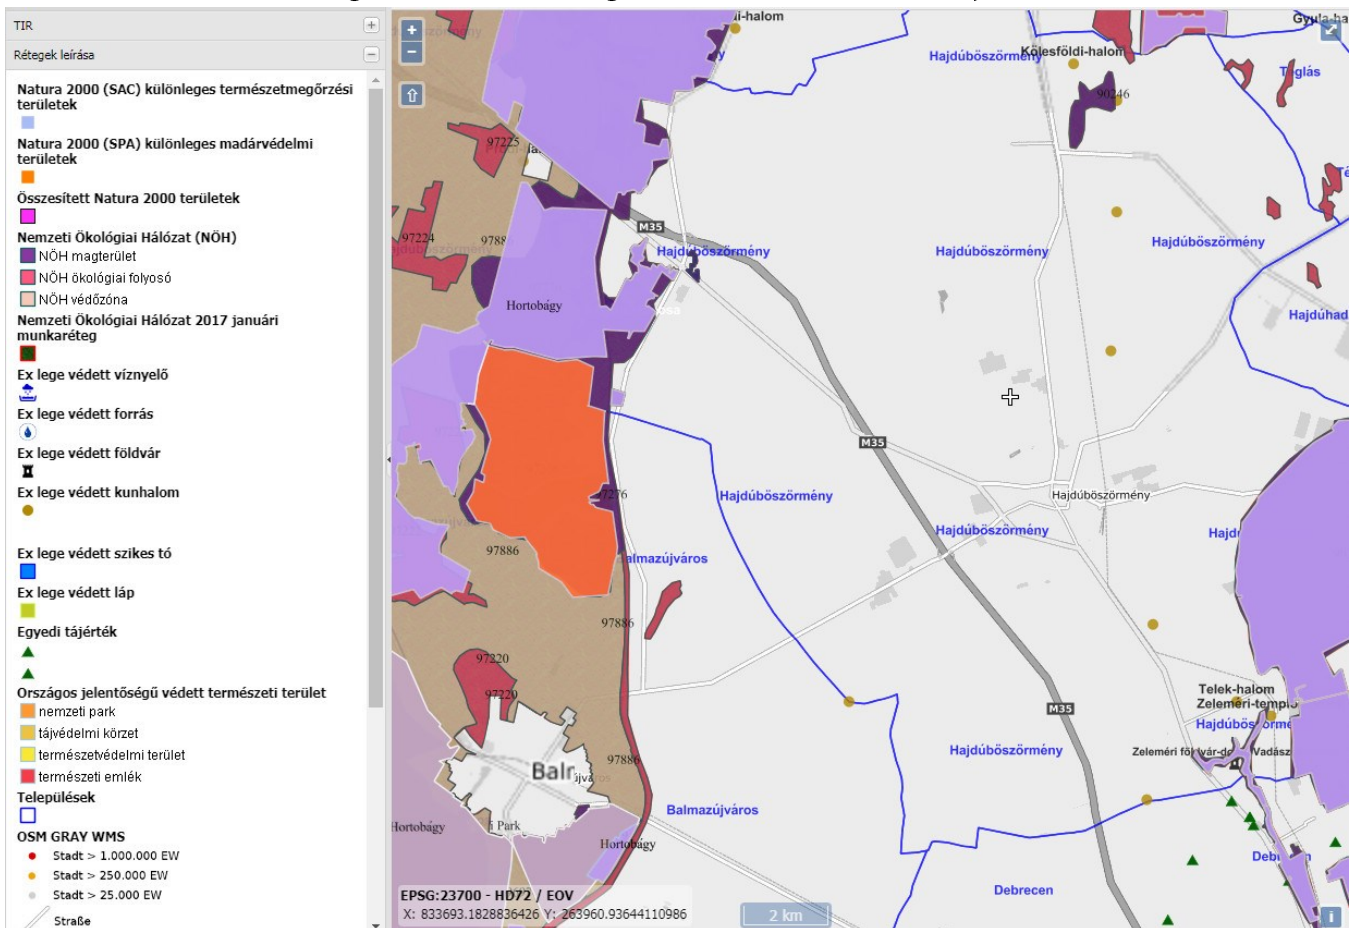 TIR
Rétegek leírása
Natura 2000 (SAC) különleges természetmegőrzési
területek
Natura 2000 (SPA) különleges madárvédelmi
területek
Összesített Natura 2000 területek
Nemzeti Ökológiai Hálózat (NÖH)
NÖH magterület
NÖH ökológiai folyosó
NÖH védőzóna
Nemzeti Ökológiai Hálózat 2017 januári
munkaréteg
Ex lege védett víznyelő
Ex lege védett forrás
Ex lege védett földvár
Ex lege védett kunhalom
Ex lege védett szikes tó
Ex lege védett láp
Egyedi tájérték
Országos jelentőségű védett természeti terület
nemzeti park
tájvédelmi körzet
természetvédelmi terület
természeti emlék
Települések
OSM GRAY WMS
Stadt > 1.000.000 EW
Stadt > 250.000 EW
Stadt > 25.000 EW
Straße
Hajdúböszörmény
Kölesföldi-halom
90246
97225
97224
M35
Hajdúböszörmény
Hajdúböszörmény
Hajdúböszörmény
Hortobágy
M35
97886
Hajdúböszörmény
Hajdúböszörmény
Hajdúböszörmény
97886
97220
97220
Telek-halom
M35
Hajdúböszörmény
97886
Balmazújváros
Hortobágy
i Park
Hortobágy
Debrecen
EPSG:23700 - HD72 / EOV
X: 833693.1828836426 Y: 263960.93644110986
2 km
i